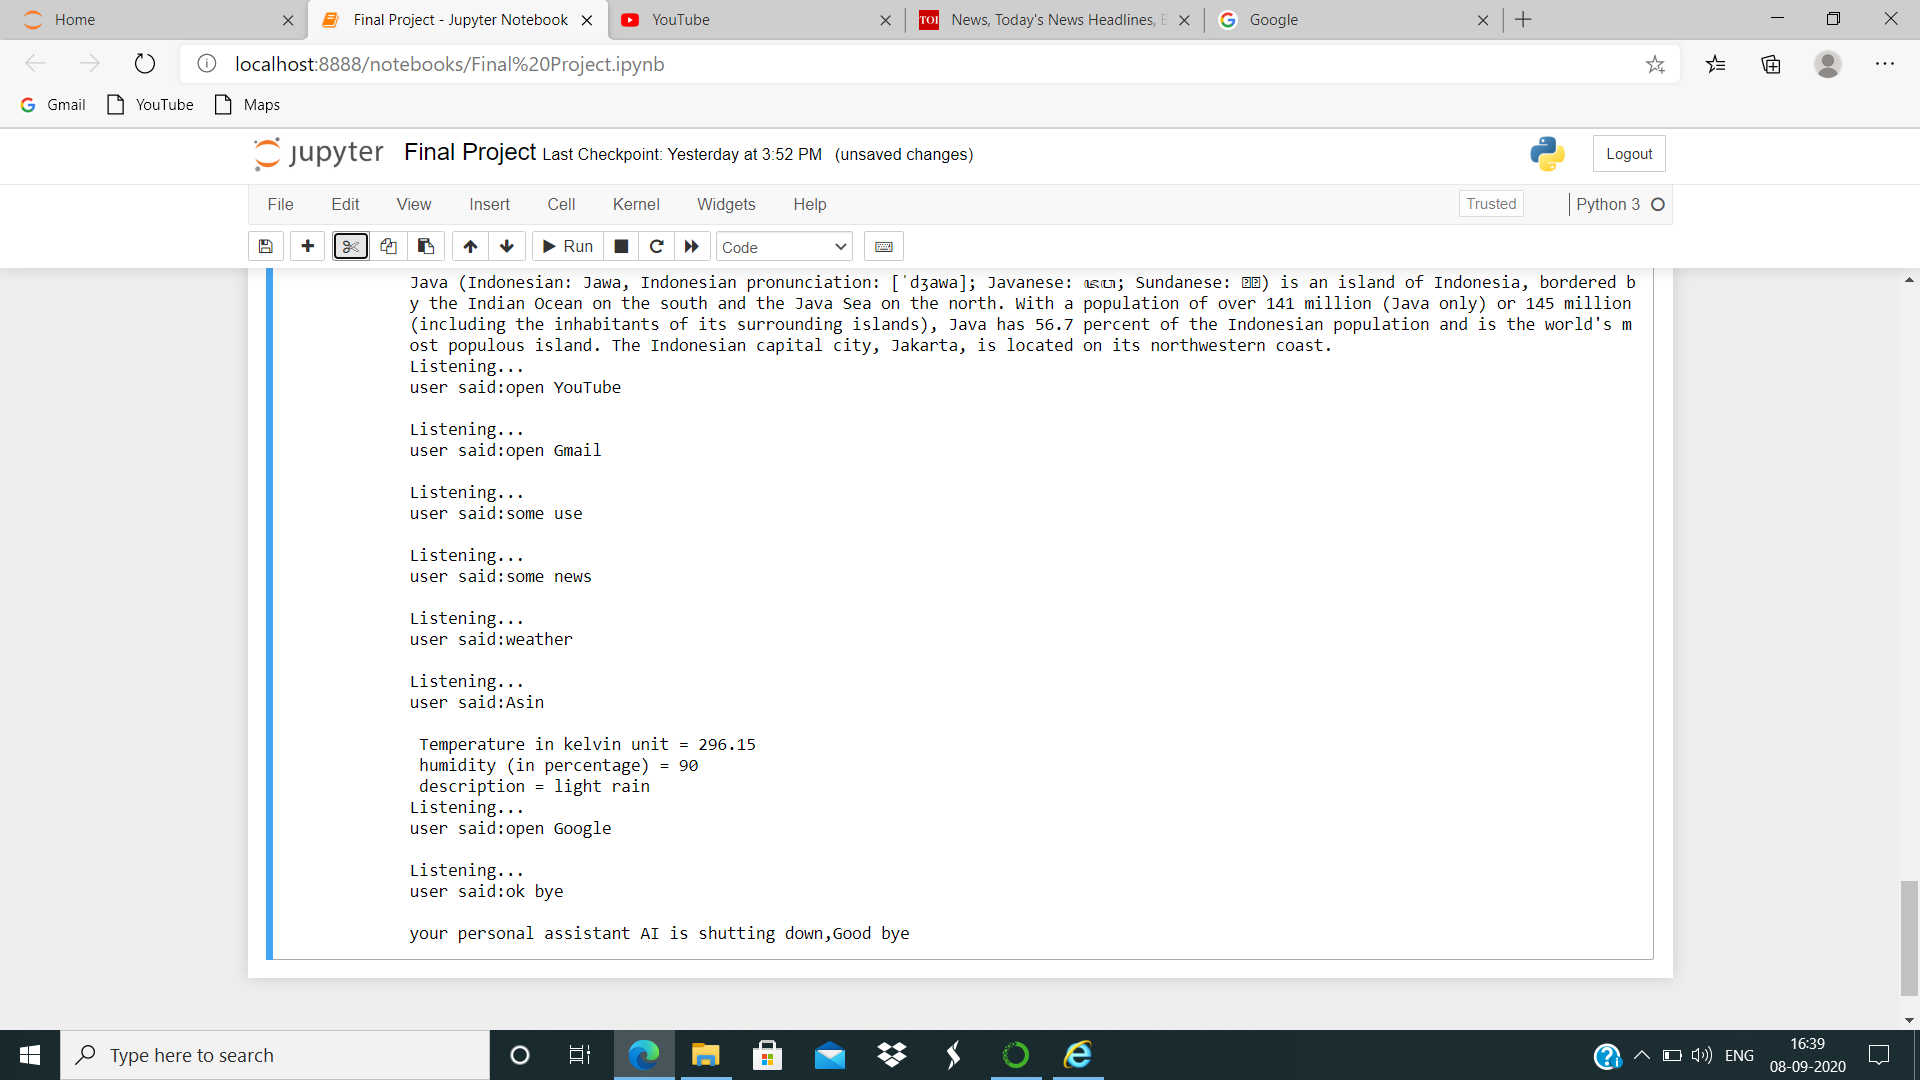 Home
Final Project - Jupyter Notebook
YouTube
News, Today's News Headlines, B
Google
localhost:8888/notebooks/Final%20Project.ipynb
Gmail
YouTube
Maps
jupyter
Final Project Last Checkpoint: Yesterday at 3:52 PM (unsaved changes)
Logout
File Edit View Insert Cell Kernel Widgets Help
Trusted
Python 3
Run
Code
Java (Indonesian: Jawa, Indonesian pronunciation: [ˈdʒawa]; Javanese: ꦗꦮ; Sundanese: ) is an island of Indonesia, bordered b
y the Indian Ocean on the south and the Java Sea on the north. With a population of over 141 million (Java only) or 145 million
(including the inhabitants of its surrounding islands), Java has 56.7 percent of the Indonesian population and is the world's m
ost populous island. The Indonesian capital city, Jakarta, is located on its northwestern coast.
Listening...
user said:open YouTube
Listening...
user said:open Gmail
Listening...
user said:some use
Listening...
user said:some news
Listening...
user said:weather
Listening...
user said:Asin
Temperature in kelvin unit = 296.15
humidity (in percentage) = 90
description = light rain
Listening...
user said:open Google
Listening...
user said:ok bye
your personal assistant AI is shutting down,Good bye
Type here to search
ENG
16:39
08-09-2020